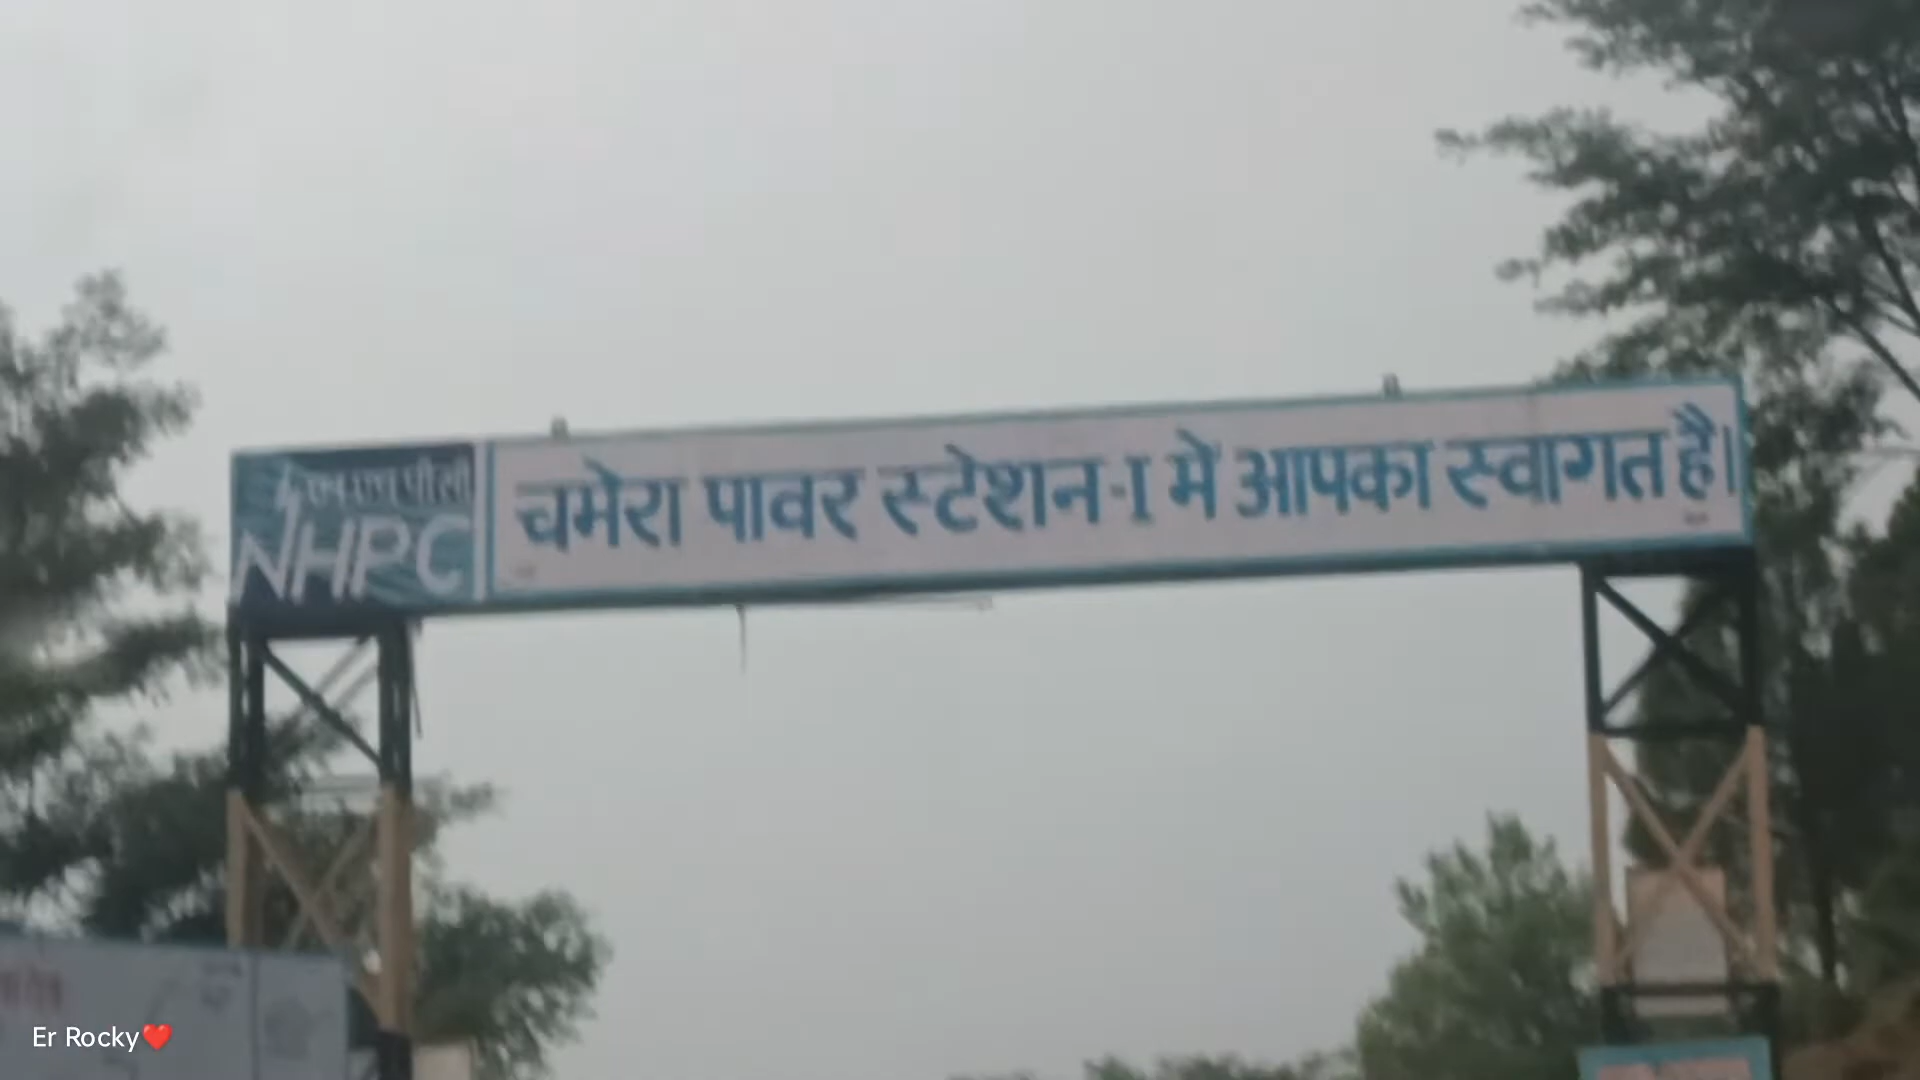 एन एच पी सी
NHPC
चमेरा पावर स्टेशन-I में आपका स्वागत है।
Er Rocky❤️